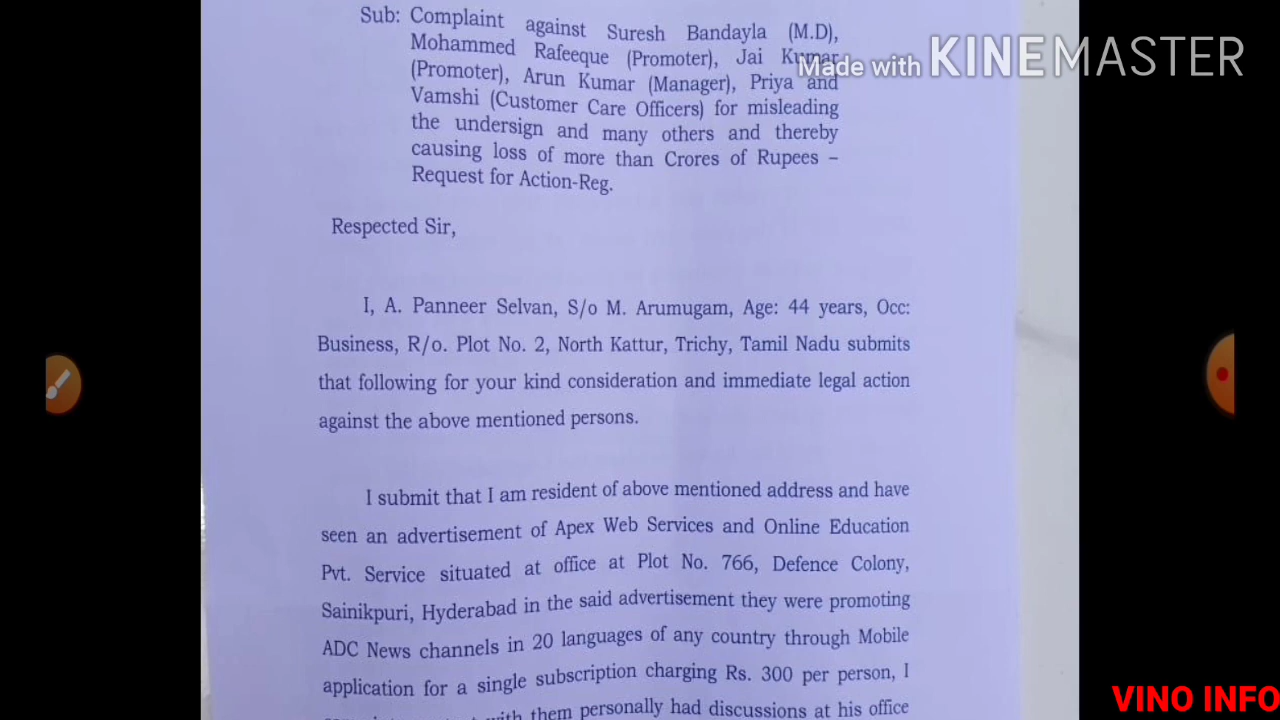 Sub: Complaint against Suresh Bandayla (M.D),
Mohammed Rafeeque (Promoter), Jai Kumar
(Promoter), Arun Kumar (Manager), Priya and
Vamshi (Customer Care Officers) for misleading
the undersign and many others and thereby
causing loss of more than Crores of Rupees –
Request for Action-Reg.
Made with KINEMASTER
Respected Sir,
I, A. Panneer Selvan, S/o M. Arumugam, Age: 44 years, Occ:
Business, R/o. Plot No. 2, North Kattur, Trichy, Tamil Nadu submits
that following for your kind consideration and immediate legal action
against the above mentioned persons.
I submit that I am resident of above mentioned address and have
seen an advertisement of Apex Web Services and Online Education
Pvt. Service situated at office at Plot No. 766, Defence Colony,
Sainikpuri, Hyderabad in the said advertisement they were promoting
ADC News channels in 20 languages of any country through Mobile
application for a single subscription charging Rs. 300 per person, I
with them personally had discussions at his office
VINO INFO